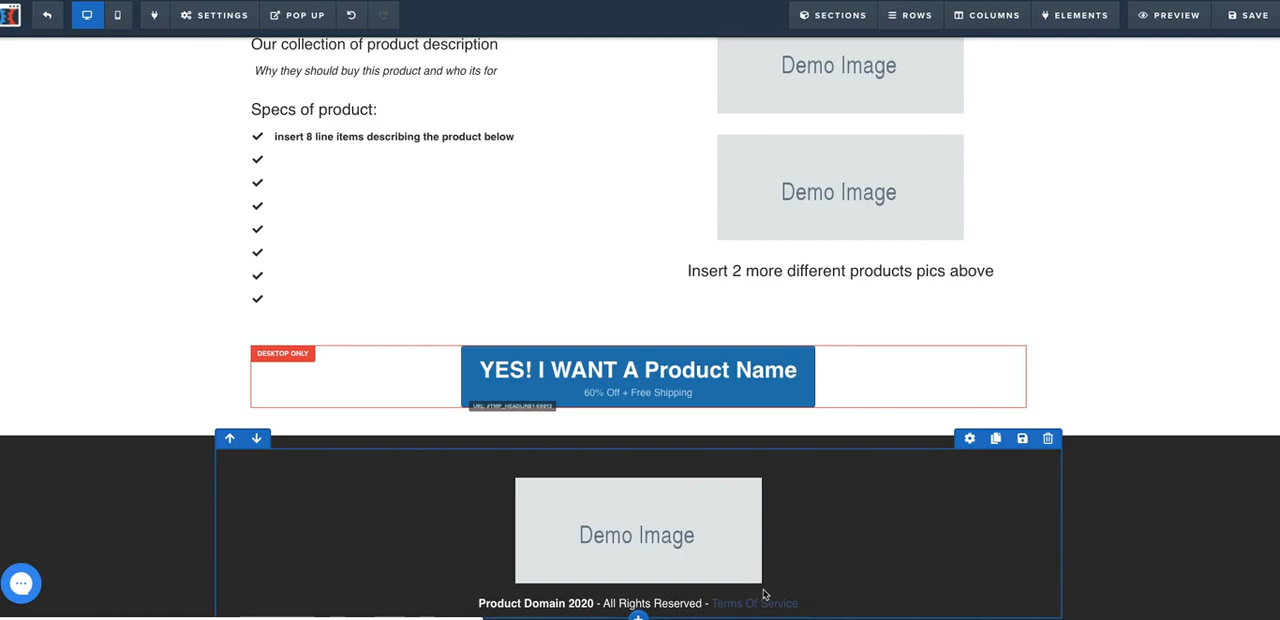 SETTINGS
POP UP
SECTIONS
ROWS
COLUMNS
ELEMENTS
PREVIEW
SAVE
Our collection of product description
Why they should buy this product and who its for
Specs of product:
insert 8 line items describing the product below
Demo Image
Demo Image
Insert 2 more different products pics above
DESKTOP ONLY
YES! I WANT A Product Name
60% Off + Free Shipping
Demo Image
Product Domain 2020 - All Rights Reserved - Terms Of Service